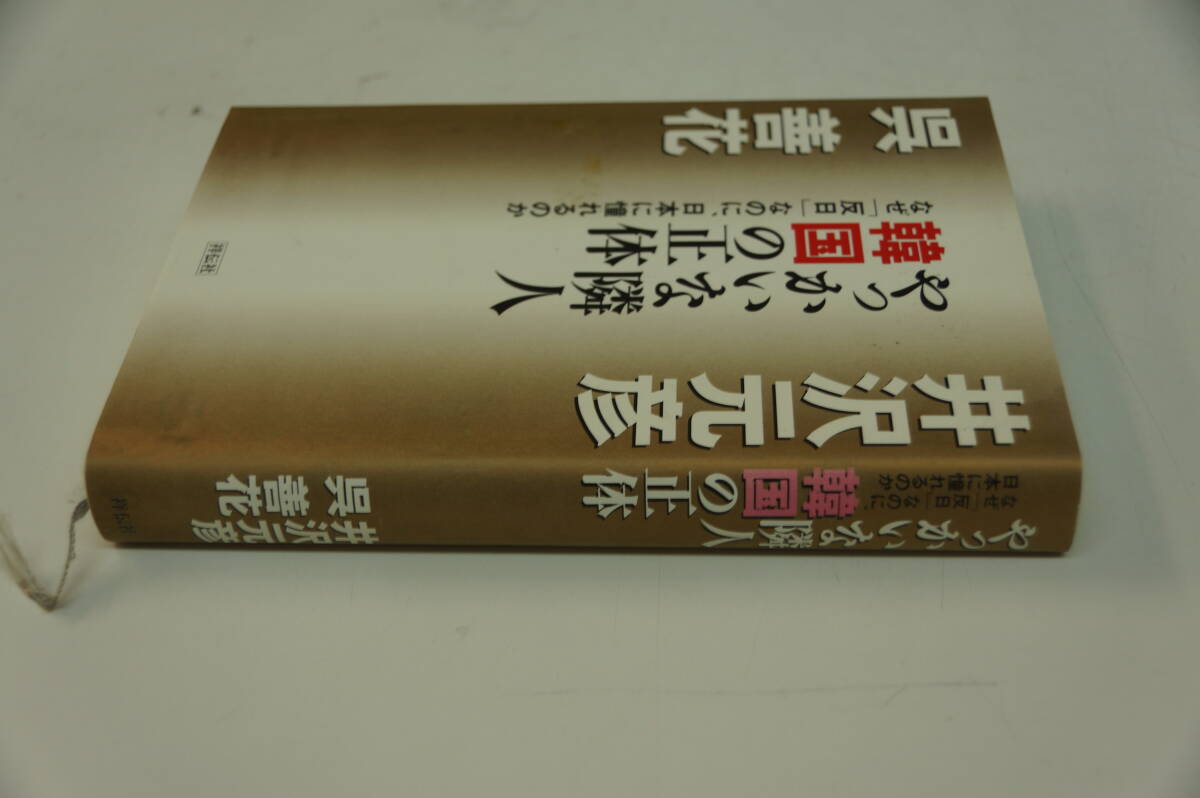 井沢元彦
やっかいな隣人
韓国の正体
なぜ「反日」なのに、日本に憧れるのか
呉善花
祥伝社
やっかいな隣人
韓国の正体
なぜ「反日」なのに、
日本に憧れるのか
井沢元彦
呉善花
祥伝社